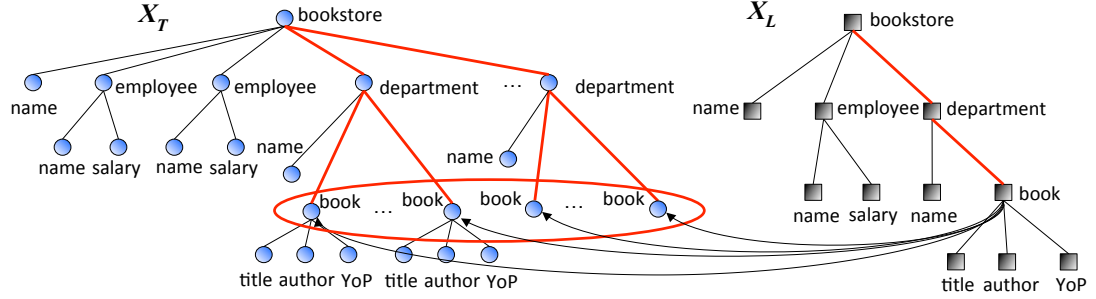 X_T
bookstore
name
employee
employee
department
...
department
name
salary
name
salary
name
name
book
...
book
book
...
book
title
author
YoP
title
author
YoP
X_L
bookstore
name
employee
department
name
salary
name
book
title
author
YoP